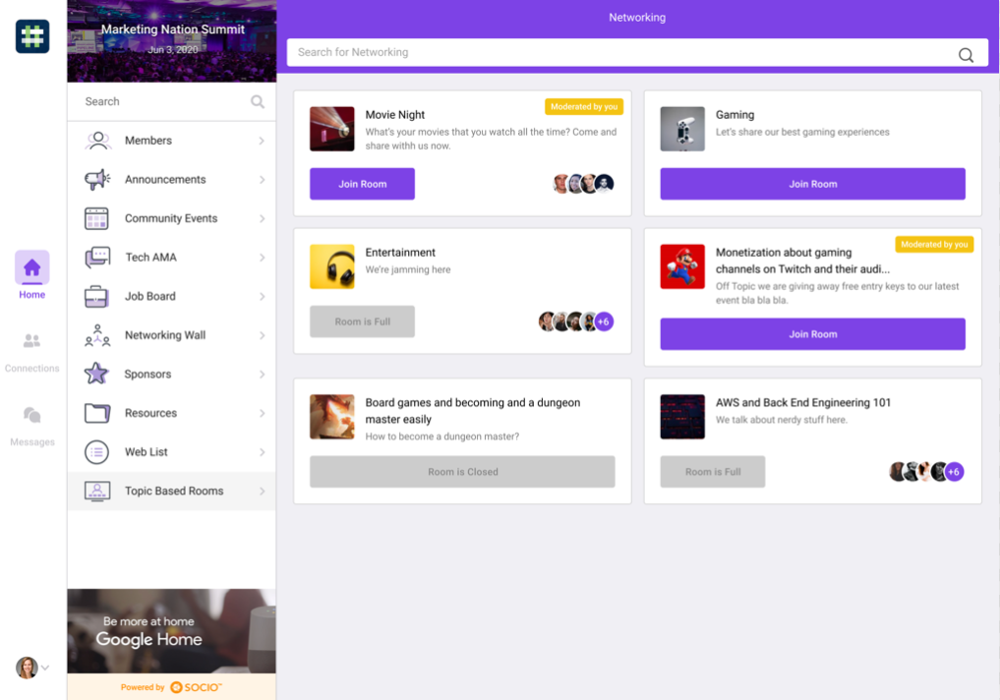 Marketing Nation Summit
Jun 3, 2020
Search
Members
Announcements
Community Events
Tech AMA
Job Board
Networking Wall
Sponsors
Resources
Web List
Topic Based Rooms
Home
Connections
Messages
Be more at home
Google Home
Powered by SOCIO™
Networking
Search for Networking
Movie Night
Moderated by you
What's your movies that you watch all the time? Come and
share withh us now.
Join Room
Gaming
Let's share our best gaming experiences
Join Room
Entertainment
We're jamming here
Room is Full
+6
Moderated by you
Monetization about gaming
channels on Twitch and their audi...
Off Topic we are giving away free entry keys to our latest
event bla bla bla.
Join Room
Board games and becoming and a dungeon
master easily
How to become a dungeon master?
Room is Closed
AWS and Back End Engineering 101
We talk about nerdy stuff here.
Room is Full
+6